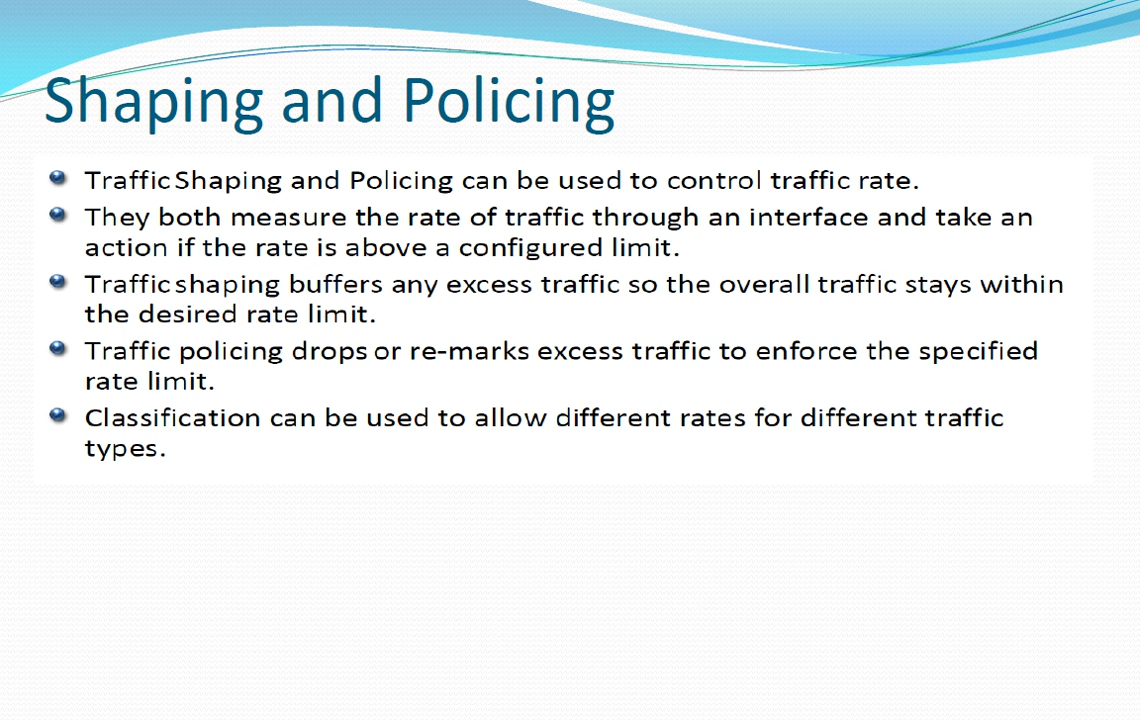 Shaping and Policing
Traffic Shaping and Policing can be used to control traffic rate.
They both measure the rate of traffic through an interface and take an
action if the rate is above a configured limit.
Traffic shaping buffers any excess traffic so the overall traffic stays within
the desired rate limit.
Traffic policing drops or re-marks excess traffic to enforce the specified
rate limit.
Classification can be used to allow different rates for different traffic
types.